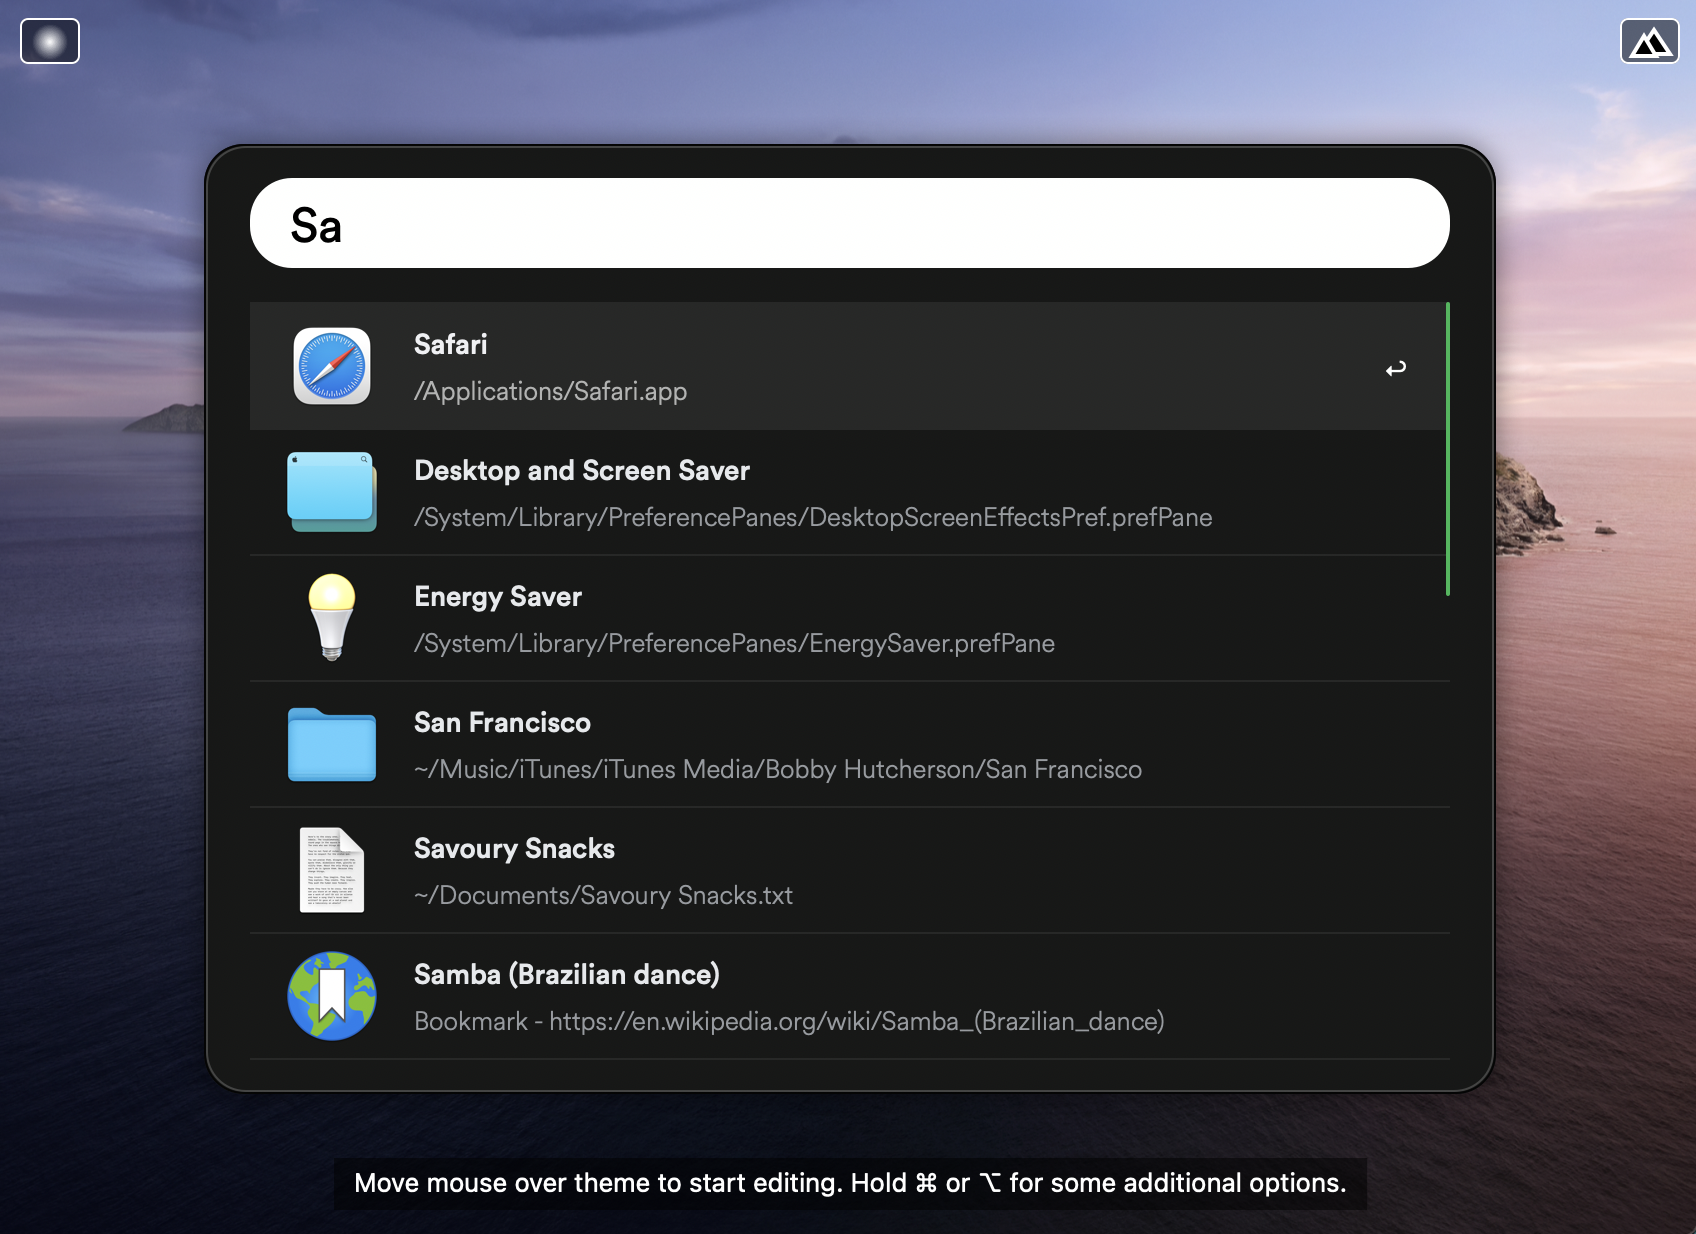 Sa
Safari
/Applications/Safari.app
Desktop and Screen Saver
/System/Library/PreferencePanes/DesktopScreenEffectsPref.prefPane
Energy Saver
/System/Library/PreferencePanes/EnergySaver.prefPane
San Francisco
~/Music/iTunes/iTunes Media/Bobby Hutcherson/San Francisco
Savoury Snacks
~/Documents/Savoury Snacks.txt
Samba (Brazilian dance)
Bookmark - https://en.wikipedia.org/wiki/Samba_(Brazilian_dance)
Move mouse over theme to start editing. Hold ⌘ or ⌥ for some additional options.